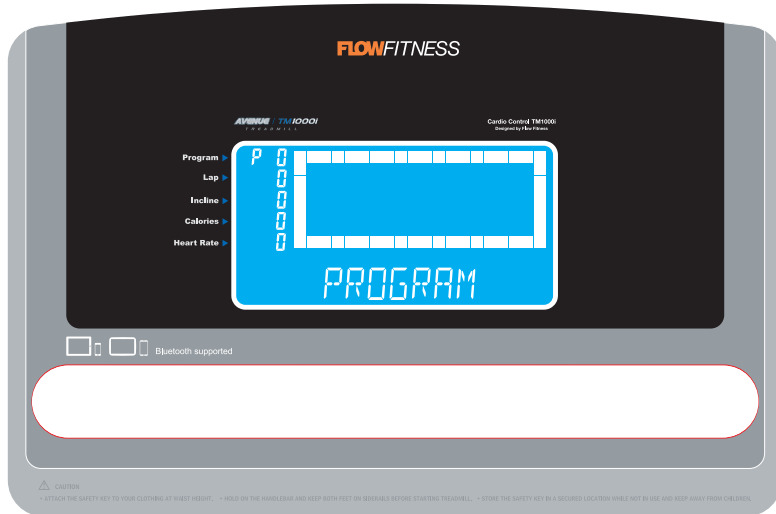 FLOWFITNESS
AVENUE | TM1000i
TREADMILL
Cardio Control TM1000i
Designed by Flow Fitness
Program P 0
Lap 0
Incline 0
Calories 0
Heart Rate 0
PROGRAM
Bluetooth supported
CAUTION
• ATTACH THE SAFETY KEY TO YOUR CLOTHING AT WAIST HEIGHT. • HOLD ON THE HANDLEBAR AND KEEP BOTH FEET ON SIDERAILS BEFORE STARTING TREADMILL. • STORE THE SAFETY KEY IN A SECURED LOCATION WHILE NOT IN USE AND KEEP AWAY FROM CHILDREN.